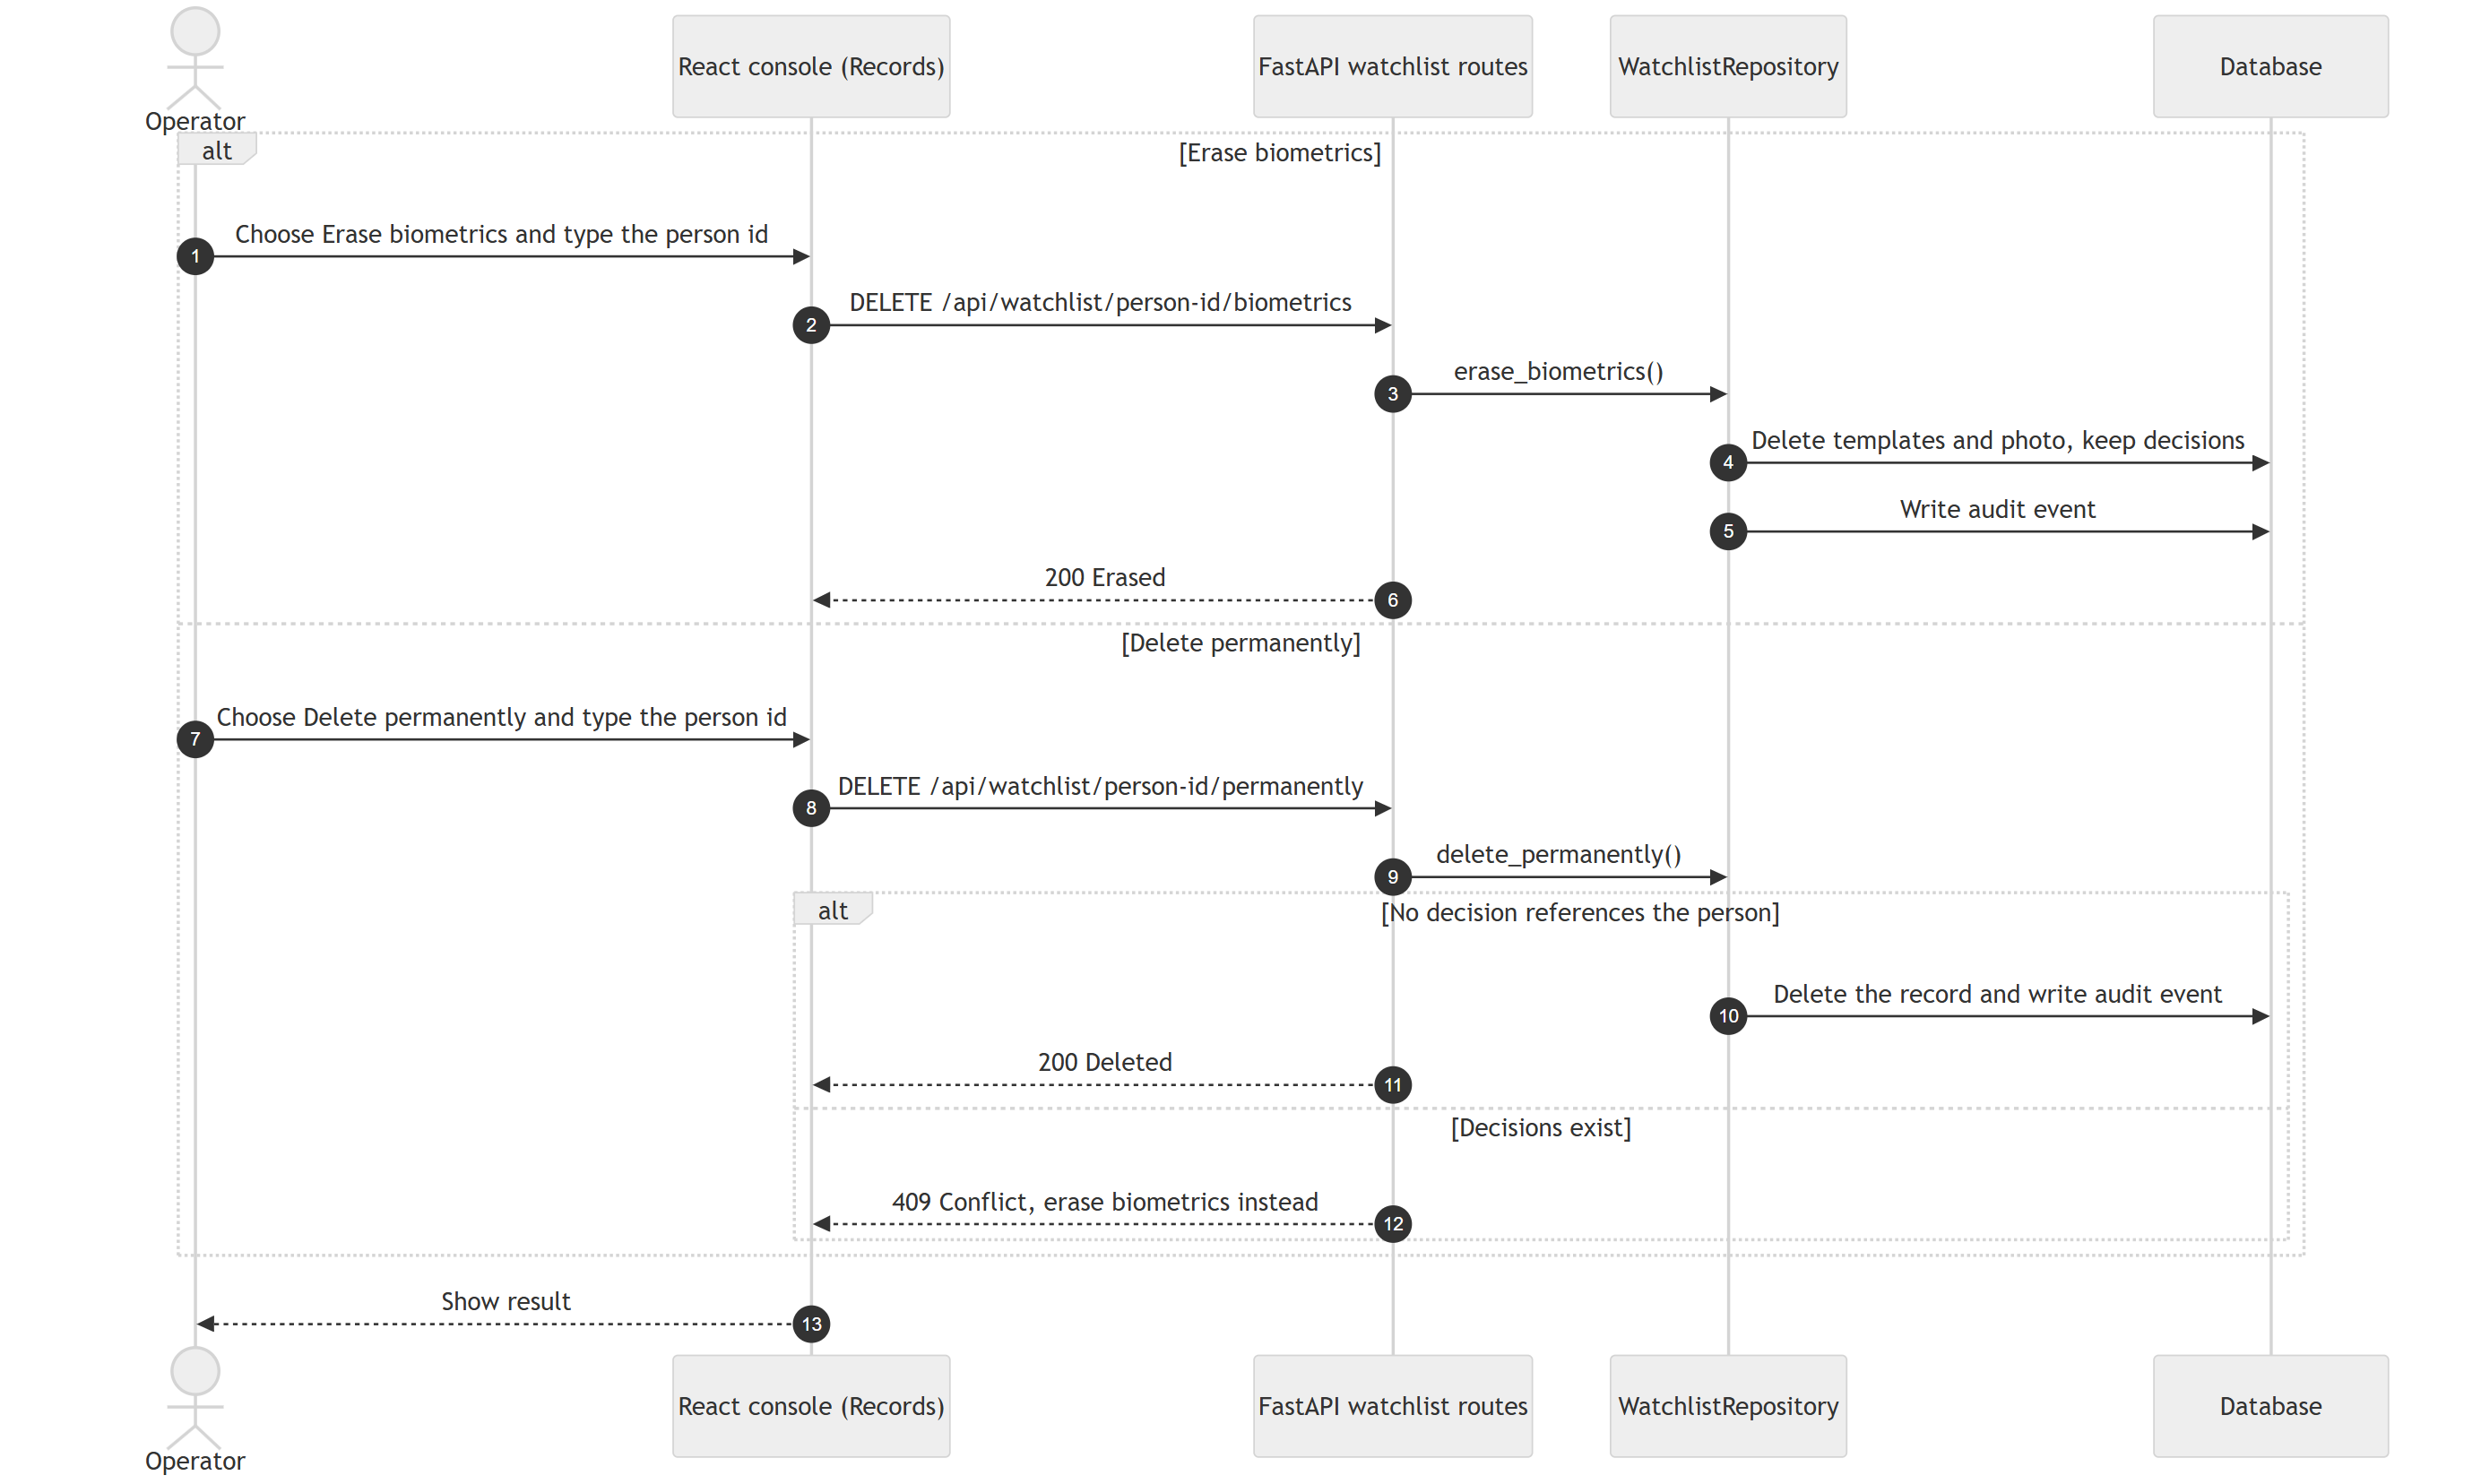 Operator
React console (Records)
FastAPI watchlist routes
WatchlistRepository
Database
alt
[Erase biometrics]
Choose Erase biometrics and type the person id
1
DELETE /api/watchlist/person-id/biometrics
2
erase_biometrics()
3
Delete templates and photo, keep decisions
4
Write audit event
5
200 Erased
6
[Delete permanently]
Choose Delete permanently and type the person id
7
DELETE /api/watchlist/person-id/permanently
8
delete_permanently()
9
alt
[No decision references the person]
Delete the record and write audit event
10
200 Deleted
11
[Decisions exist]
409 Conflict, erase biometrics instead
12
Show result
13
React console (Records)
FastAPI watchlist routes
WatchlistRepository
Database
Operator